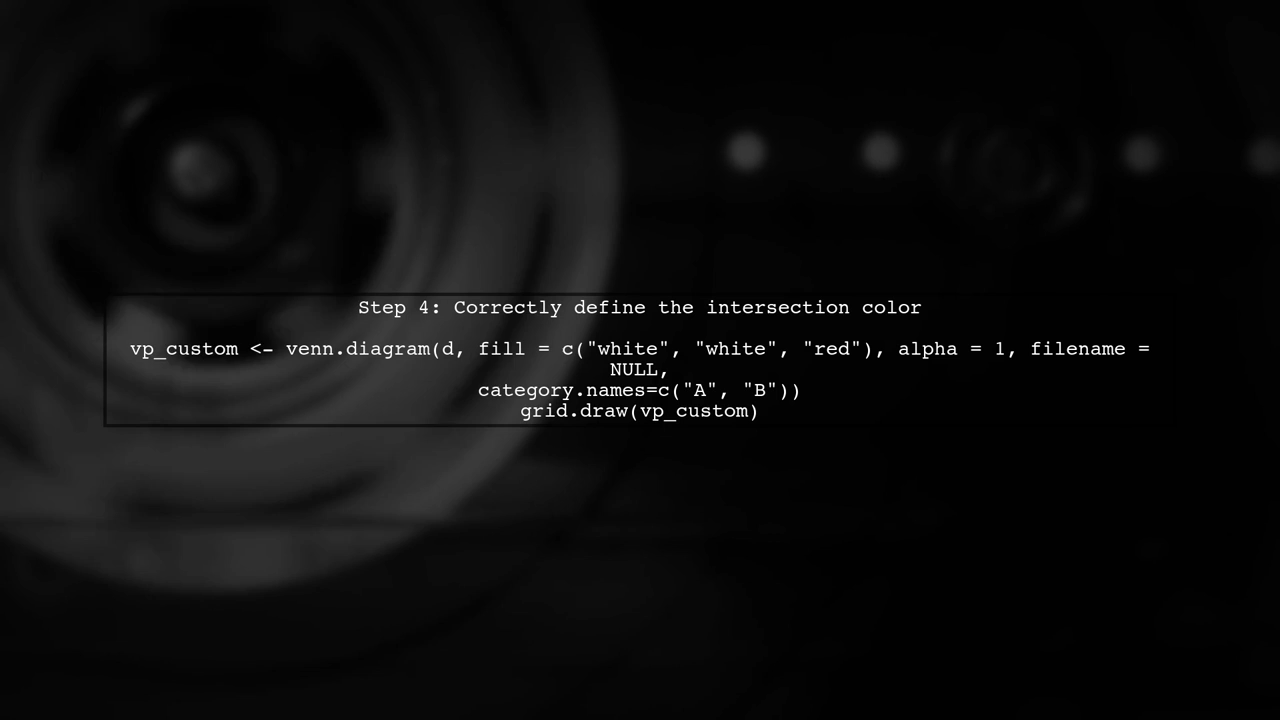 Step 4: Correctly define the intersection color
vp_custom <- venn.diagram(d, fill = c("white", "white", "red"), alpha = 1, filename =
NULL,
category.names=c("A", "B"))
grid.draw(vp_custom)